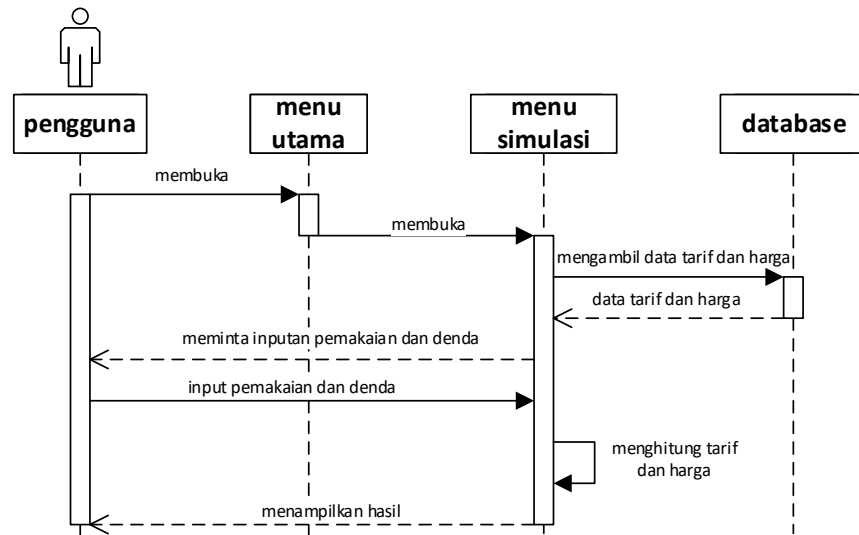 pengguna
menu
utama
menu
simulasi
database
membuka
membuka
mengambil data tarif dan harga
data tarif dan harga
meminta inputan pemakaian dan denda
input pemakaian dan denda
menghitung tarif
dan harga
menampilkan hasil